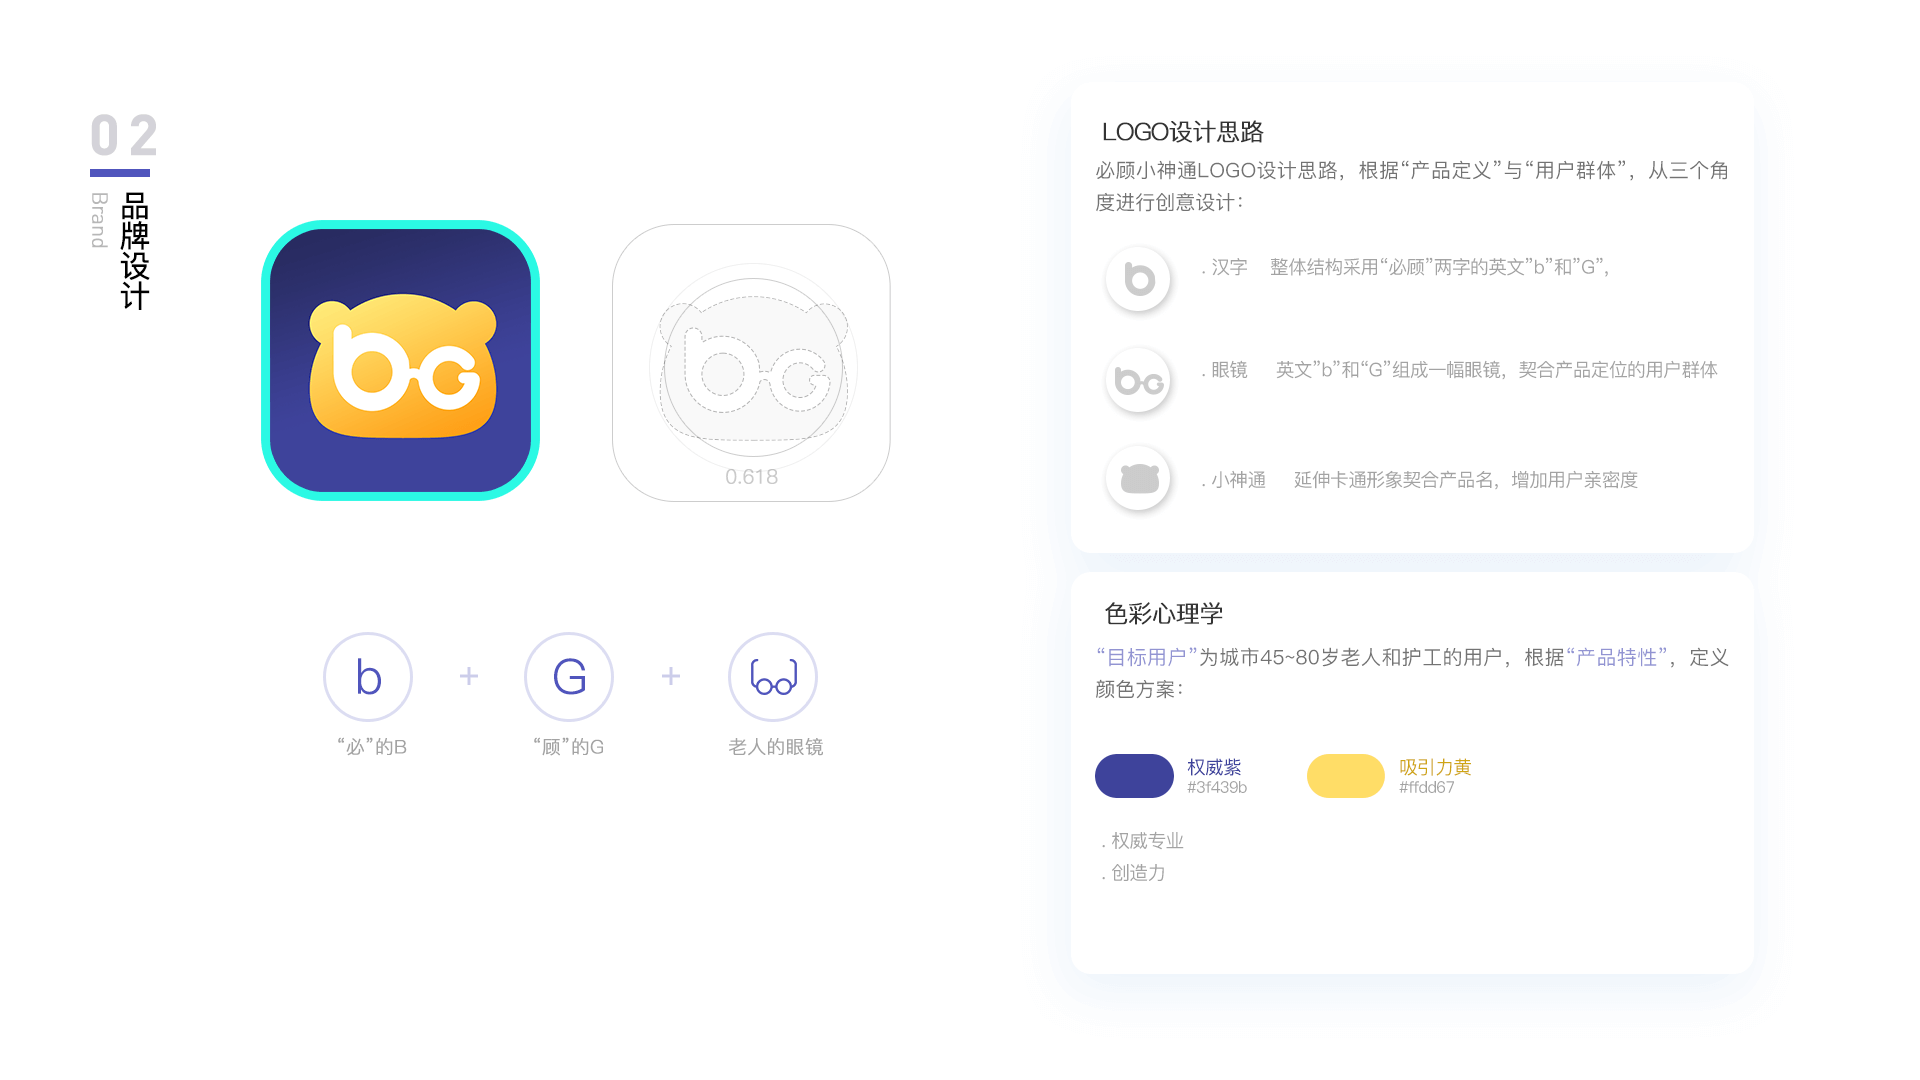 02
品牌设计
Brand
bG
0.618
b
+
G
+
“必”的B
“顾”的G
老人的眼镜
LOGO设计思路
必顾小神通LOGO设计思路，根据“产品定义”与“用户群体”，从三个角
度进行创意设计：
b
. 汉字 整体结构采用“必顾”两字的英文”b”和”G”，
bG
. 眼镜 英文”b”和“G”组成一幅眼镜，契合产品定位的用户群体
. 小神通 延伸卡通形象契合产品名，增加用户亲密度
色彩心理学
“目标用户”为城市45~80岁老人和护工的用户，根据“产品特性”，定义
颜色方案：
权威紫
#3f439b
吸引力黄
#ffdd67
. 权威专业
. 创造力